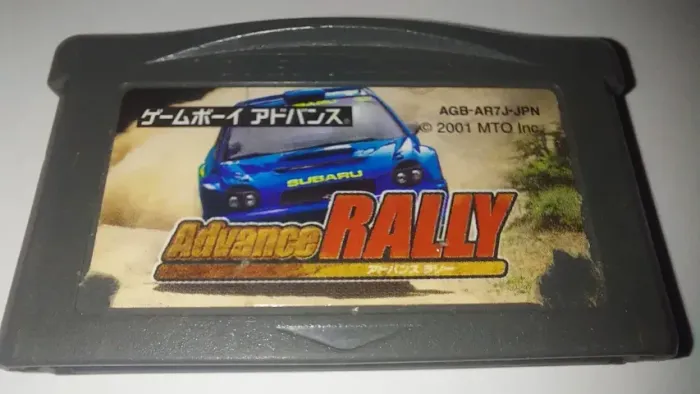 ゲームボーイ アドバンス
AGB-AR7J-JPN
© 2001 MTO Inc.
SUBARU
Advance RALLY
アドバンス ラリー